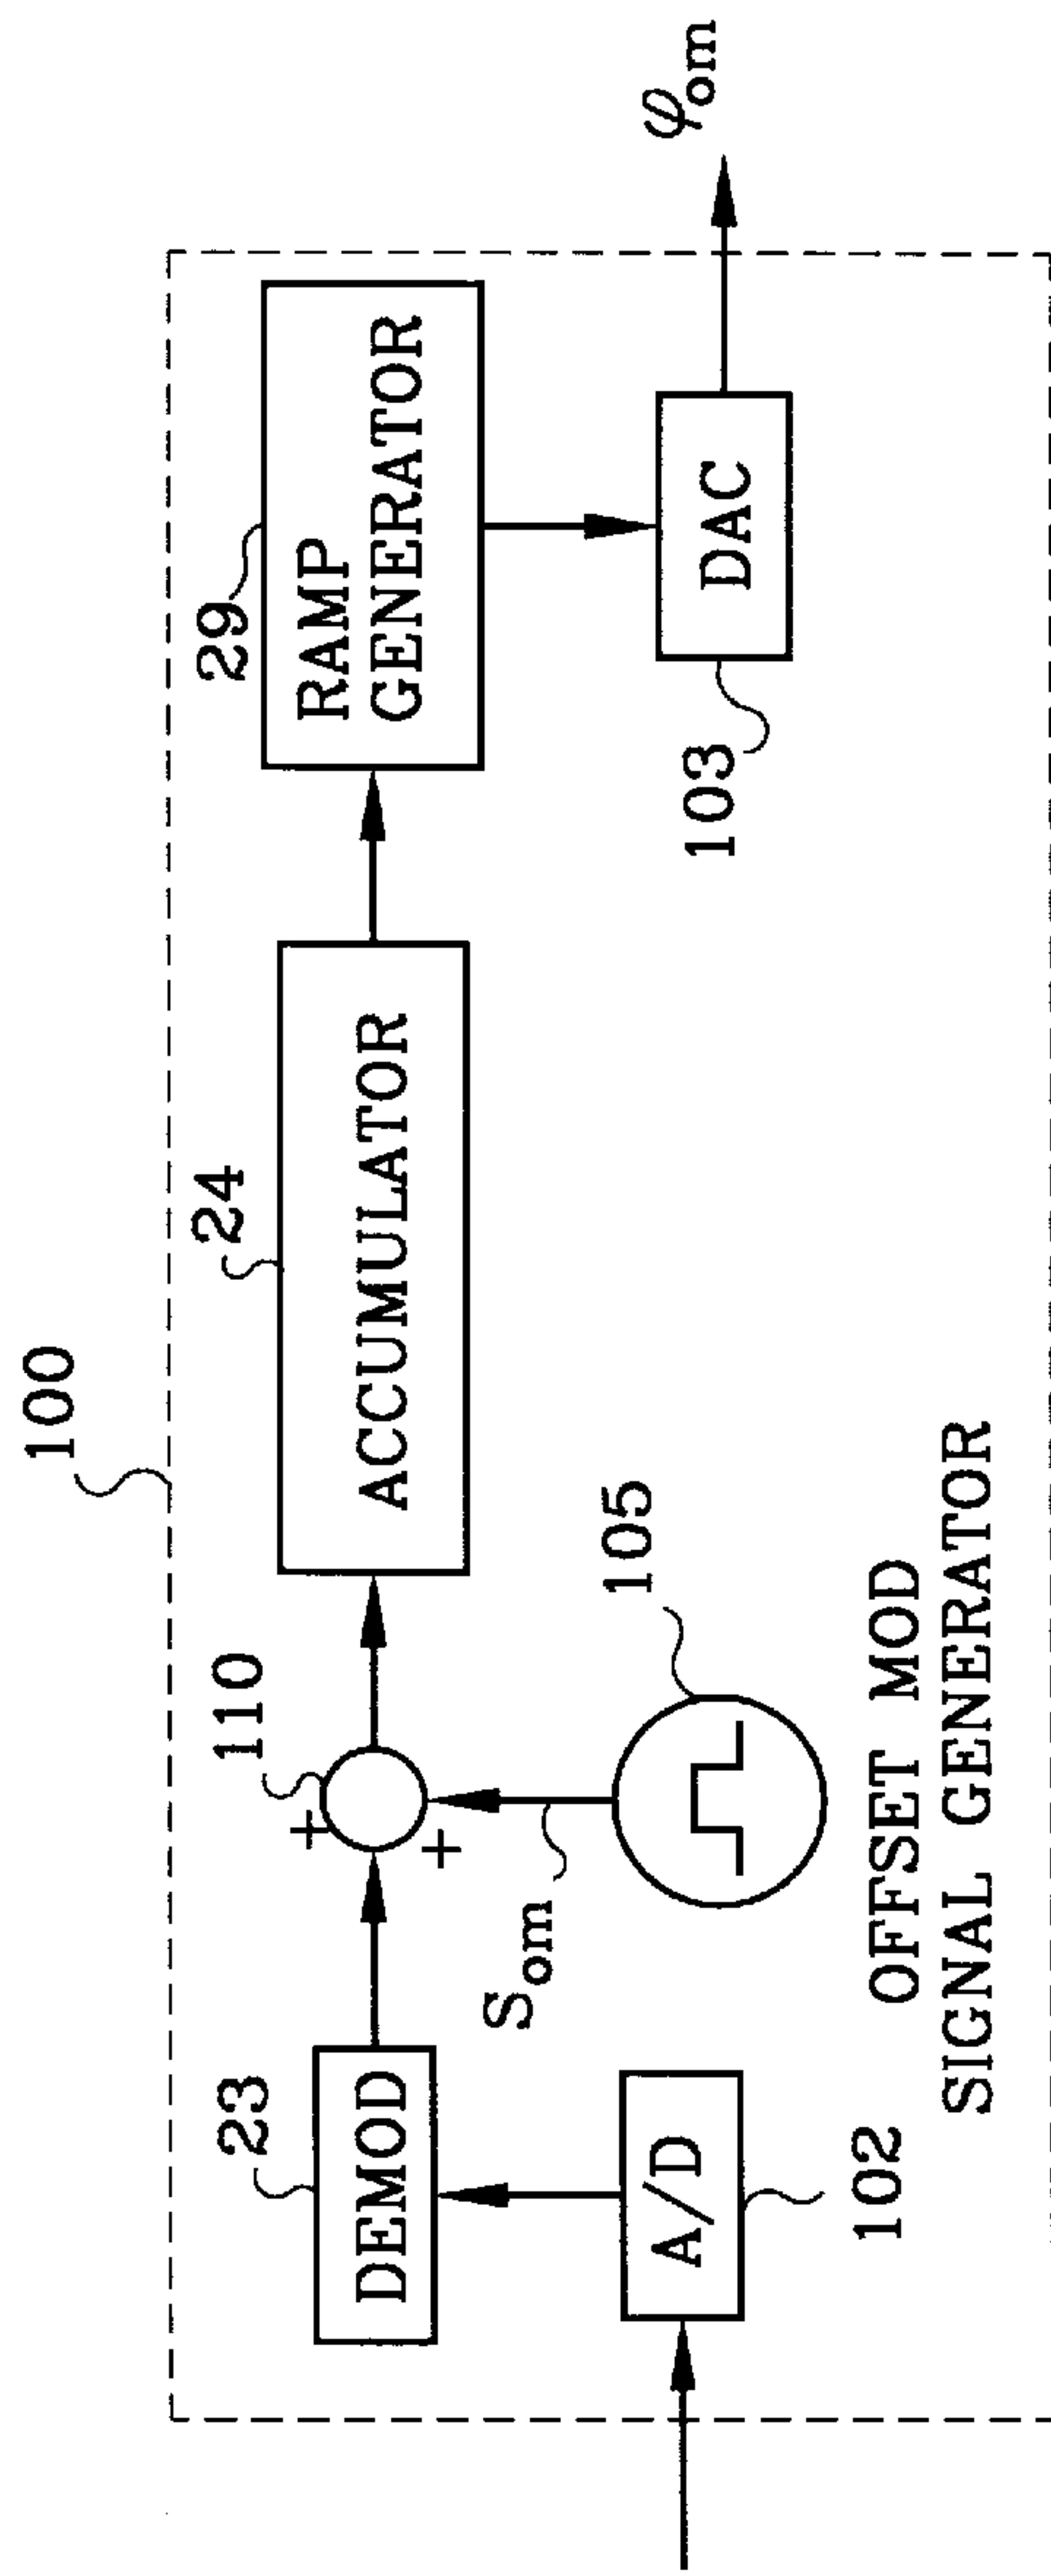 100
23
DEMOD
110
+
+
24
ACCUMULATOR
29
RAMP
GENERATOR
Som
105
A/D
102
DAC
103
φom
OFFSET MOD
SIGNAL GENERATOR